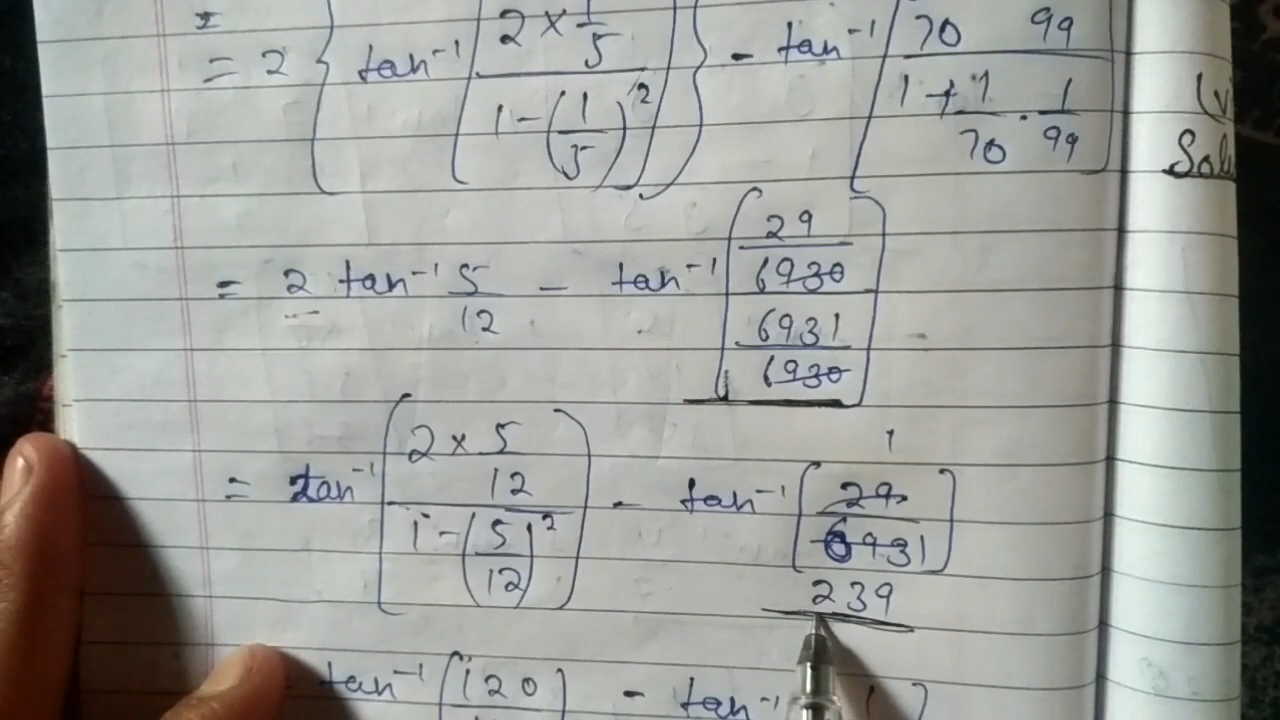 = 2 { tan⁻¹ ( 2 × 1/5 / 1 - (1/5)² ) } - tan⁻¹ ( 70 99 / 1 + 1/70 · 1/99 )
Solu
= 2 tan⁻¹ 5/12 - tan⁻¹ ( 29/6930 / 6931/6930 )
= tan⁻¹ ( 2 × 5/12 / 1 - (5/12)² ) - tan⁻¹ ( 29/6931 ) 1 239
tan⁻¹ ( 120 ) - tan⁻¹ 1 )